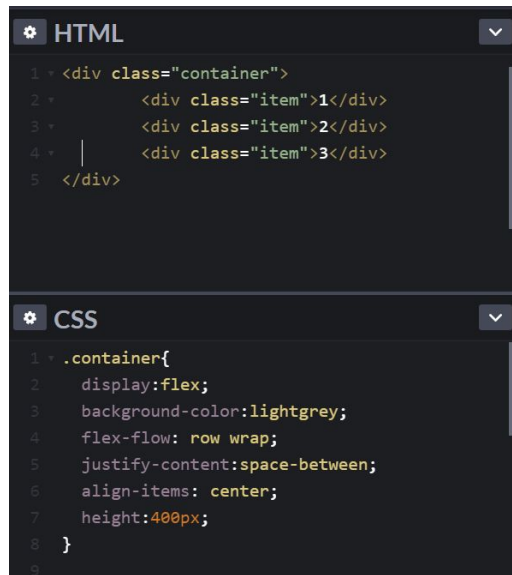 HTML
1 <div class="container">
2 <div class="item">1</div>
3 <div class="item">2</div>
4 <div class="item">3</div>
5 </div>
CSS
1 .container{
2 display:flex;
3 background-color:lightgrey;
4 flex-flow: row wrap;
5 justify-content:space-between;
6 align-items: center;
7 height:400px;
8 }
9